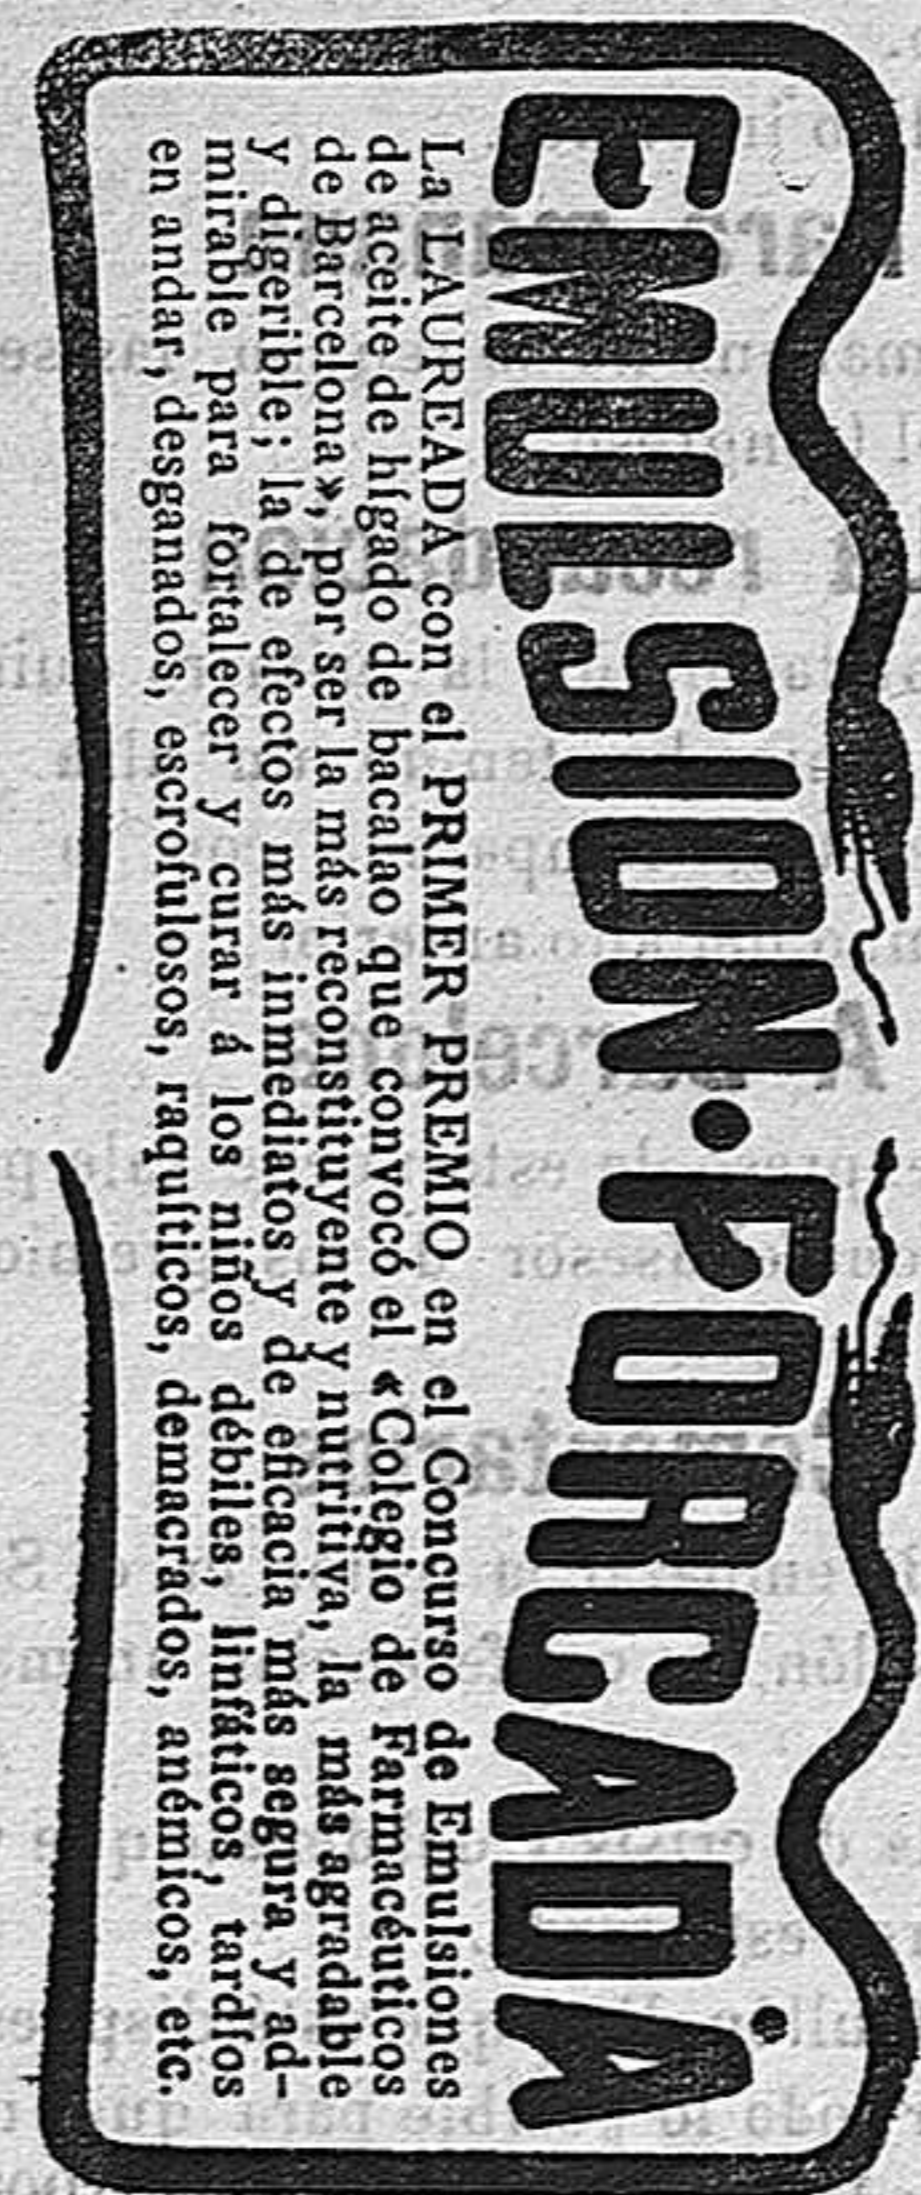 EMULSION·FORCADÁ
La LAUREADA con el PRIMER PREMIO en el Concurso de Emulsiones
de aceite de hígado de bacalao que convocó el «Colegio de Farmacéuticos
de Barcelona», por ser la más reconstituyente y nutritiva, la más agradable
y digerible; la de efectos más inmediatos y de eficacia más segura y ad-
mirable para fortalecer y curar á los niños débiles, linfáticos, tardíos
en andar, desganados, escrofulosos, raquíticos, demacrados, anémicos, etc.